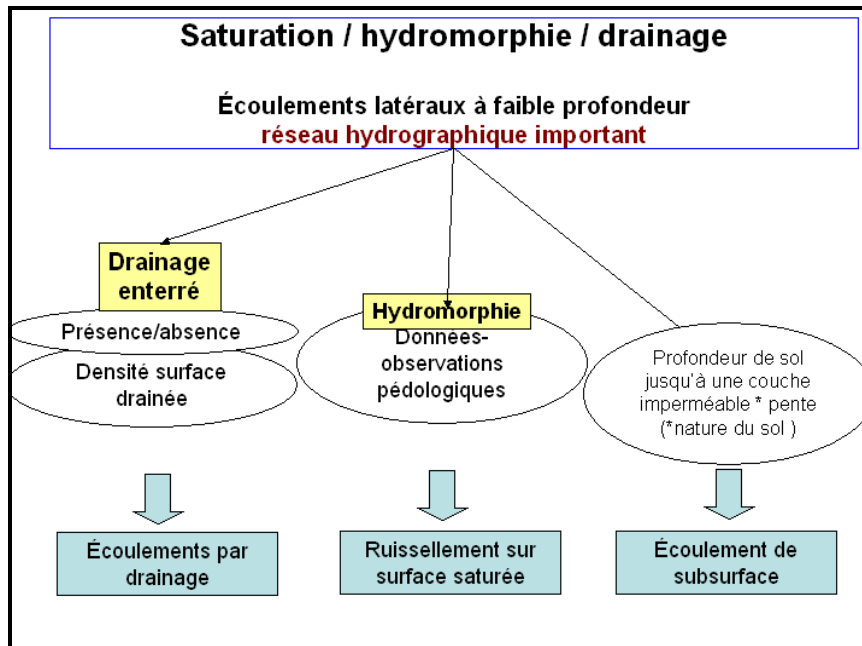 Saturation / hydromorphie / drainage
Écoulements latéraux à faible profondeur
réseau hydrographique important
Drainage
enterré
Présence/absence
Densité surface
drainée
Hydromorphie
Données-
observations
pédologiques
Profondeur de sol
jusqu'à une couche
imperméable * pente
(*nature du sol )
Écoulements par
drainage
Ruissellement sur
surface saturée
Écoulement de
subsurface